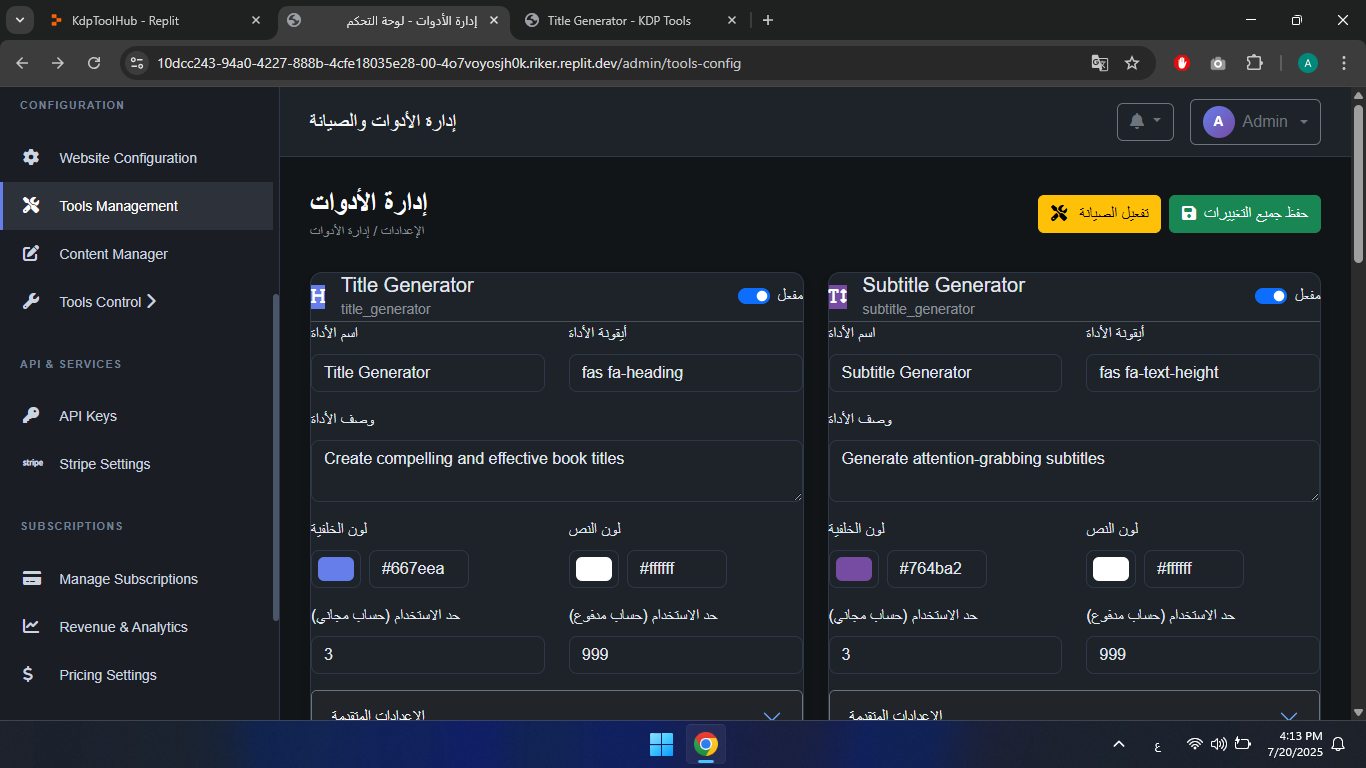 KdpToolHub - Replit
إدارة الأدوات - لوحة التحكم
Title Generator - KDP Tools
10dcc243-94a0-4227-888b-4cfe18035e28-00-4o7voyosjh0k.riker.replit.dev/admin/tools-config
A
CONFIGURATION
Website Configuration
Tools Management
Content Manager
Tools Control
API & SERVICES
API Keys
stripe Stripe Settings
SUBSCRIPTIONS
Manage Subscriptions
Revenue & Analytics
Pricing Settings
إدارة الأدوات والصيانة
A Admin
إدارة الأدوات
الإعدادات / إدارة الأدوات
تفعيل الصيانة
حفظ جميع التغييرات
Title Generator
title_generator
مفعل
اسم الأداة
أيقونة الأداة
Title Generator
fas fa-heading
وصف الأداة
Create compelling and effective book titles
لون الخلفية
لون النص
#667eea
#ffffff
حد الاستخدام (حساب مجاني)
حد الاستخدام (حساب مدفوع)
3
999
الإعدادات المتقدمة
Subtitle Generator
subtitle_generator
مفعل
اسم الأداة
أيقونة الأداة
Subtitle Generator
fas fa-text-height
وصف الأداة
Generate attention-grabbing subtitles
لون الخلفية
لون النص
#764ba2
#ffffff
حد الاستخدام (حساب مجاني)
حد الاستخدام (حساب مدفوع)
3
999
الإعدادات المتقدمة
ع
4:13 PM
7/20/2025